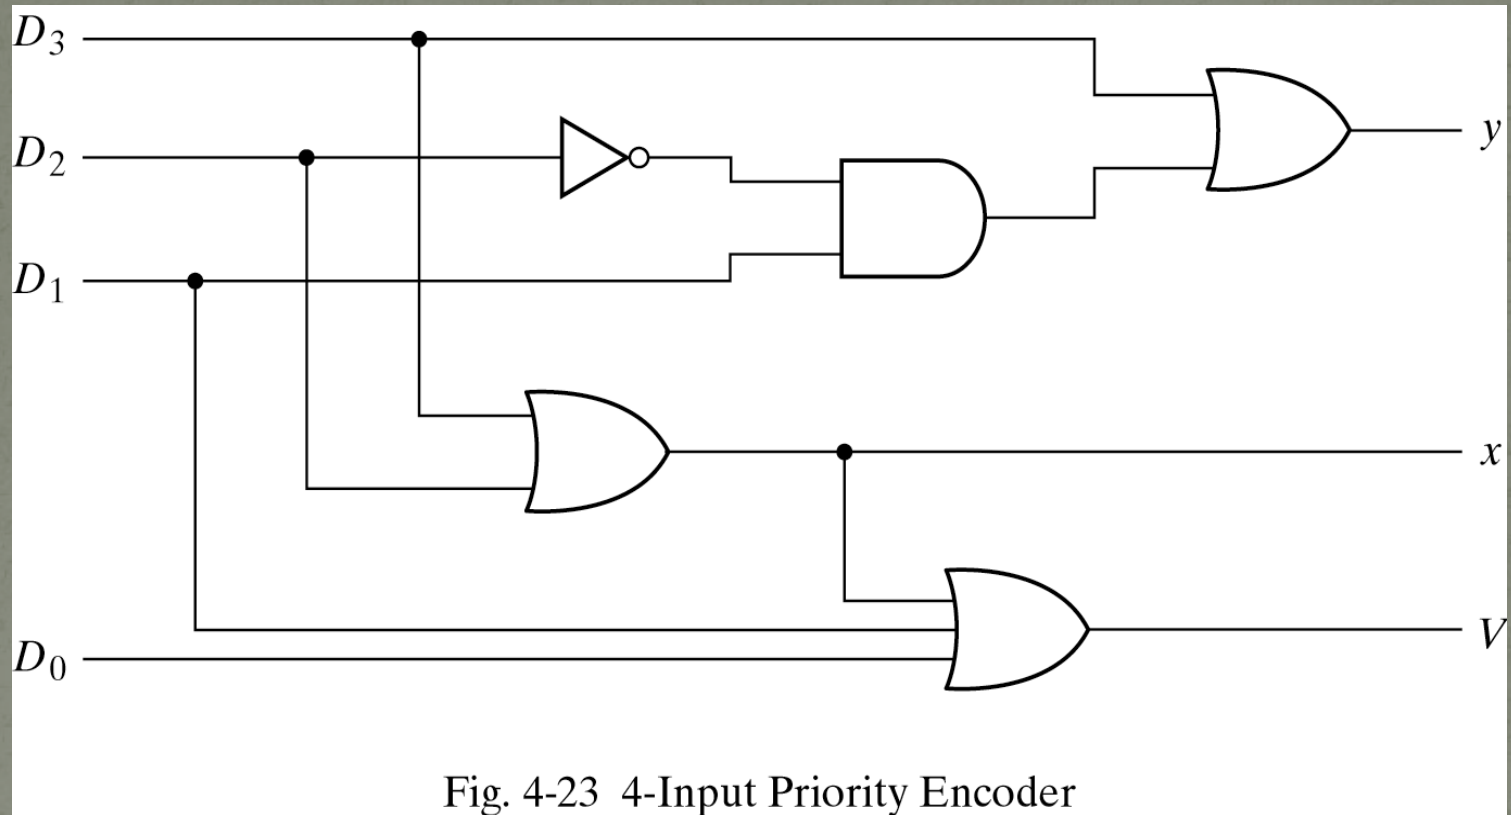 D3
D2
D1
D0
y
x
V
Fig. 4-23 4-Input Priority Encoder